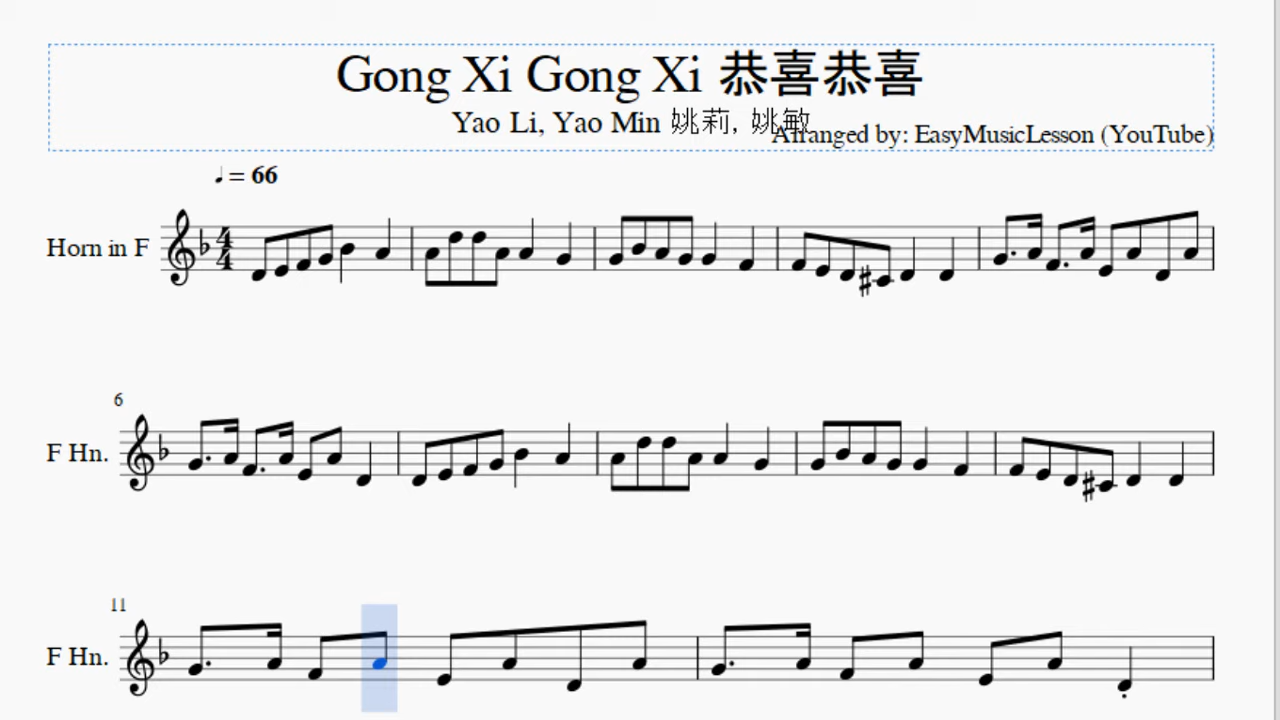 Gong Xi Gong Xi 恭喜恭喜
Yao Li, Yao Min 姚莉, 姚敏
Arranged by: EasyMusicLesson (YouTube)
♩ = 66
Horn in F
6
F Hn.
11
F Hn.